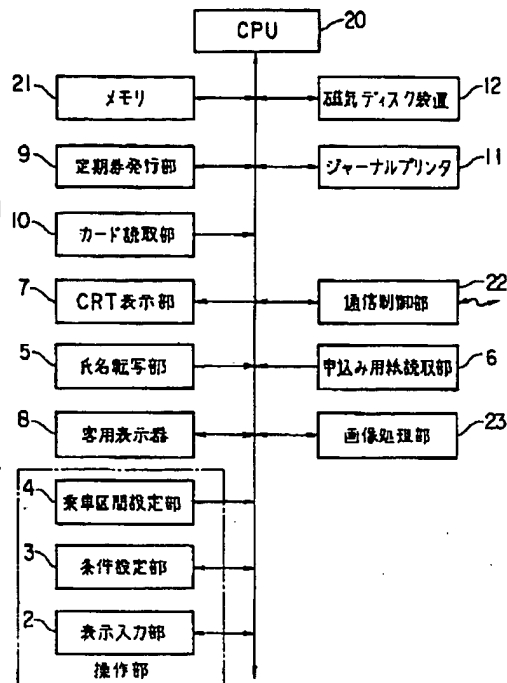 CPU
20
21
メモリ
磁気ディスク装置
12
9
定期券発行部
ジャーナルプリンタ
11
10
カード読取部
7
CRT表示部
通信制御部
22
5
氏名転写部
申込み用紙読取部
6
8
客用表示器
画像処理部
23
4
乗車区間設定部
3
条件設定部
2
表示入力部
操作部